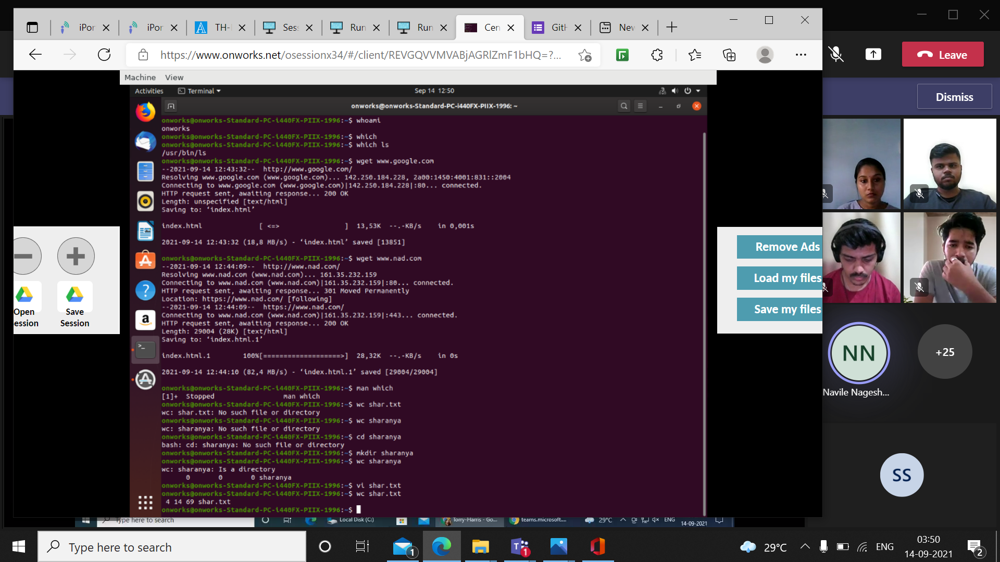 iPor
iPor
TH-
Ses
Run
Run
Cen
GitH
New
https://www.onworks.net/osessionx34/#/client/REVGQVVMVABjAGRlZmF1bHQ=?...
Leave
Dismiss
Machine View
Activities Terminal Sep 14 12:50
onworks@onworks-Standard-PC-i440FX-PIIX-1996: ~
onworks@onworks-Standard-PC-i440FX-PIIX-1996:~$ whoami
onworks
onworks@onworks-Standard-PC-i440FX-PIIX-1996:~$ which
onworks@onworks-Standard-PC-i440FX-PIIX-1996:~$ which ls
/usr/bin/ls
onworks@onworks-Standard-PC-i440FX-PIIX-1996:~$ wget www.google.com
--2021-09-14 12:43:32-- http://www.google.com/
Resolving www.google.com (www.google.com)... 142.250.184.228, 2a00:1450:4001:831::2004
Connecting to www.google.com (www.google.com)|142.250.184.228|:80... connected.
HTTP request sent, awaiting response... 200 OK
Length: unspecified [text/html]
Saving to: ‘index.html’
index.html [ <=> ] 13,53K --.-KB/s in 0,001s
2021-09-14 12:43:32 (18,8 MB/s) - ‘index.html’ saved [13851]
onworks@onworks-Standard-PC-i440FX-PIIX-1996:~$ wget www.nad.com
--2021-09-14 12:44:09-- http://www.nad.com/
Resolving www.nad.com (www.nad.com)... 161.35.232.159
Connecting to www.nad.com (www.nad.com)|161.35.232.159|:80... connected.
HTTP request sent, awaiting response... 301 Moved Permanently
Location: https://www.nad.com/ [following]
--2021-09-14 12:44:09-- https://www.nad.com/
Connecting to www.nad.com (www.nad.com)|161.35.232.159|:443... connected.
HTTP request sent, awaiting response... 200 OK
Length: 29004 (28K) [text/html]
Saving to: ‘index.html.1’
index.html.1 100%[===================>] 28,32K --.-KB/s in 0s
2021-09-14 12:44:10 (82,4 MB/s) - ‘index.html.1’ saved [29004/29004]
onworks@onworks-Standard-PC-i440FX-PIIX-1996:~$ man which
[1]+ Stopped man which
onworks@onworks-Standard-PC-i440FX-PIIX-1996:~$ wc shar.txt
wc: shar.txt: No such file or directory
onworks@onworks-Standard-PC-i440FX-PIIX-1996:~$ wc sharanya
wc: sharanya: No such file or directory
onworks@onworks-Standard-PC-i440FX-PIIX-1996:~$ cd sharanya
bash: cd: sharanya: No such file or directory
onworks@onworks-Standard-PC-i440FX-PIIX-1996:~$ mkdir sharanya
onworks@onworks-Standard-PC-i440FX-PIIX-1996:~$ wc sharanya
wc: sharanya: Is a directory
0 0 0 sharanya
onworks@onworks-Standard-PC-i440FX-PIIX-1996:~$ vi shar.txt
onworks@onworks-Standard-PC-i440FX-PIIX-1996:~$ wc shar.txt
4 14 69 shar.txt
onworks@onworks-Standard-PC-i440FX-PIIX-1996:~$
Open
ession
Save
Session
Remove Ads
Load my files
Save my files
NN
+25
Navile Nagesh...
SS
Type here to search
Local Disk (C:)
Torry-Harris - Go...
teams.microsoft....
29°C
ENG
14-09-2021
Type here to search
1
1
29°C
ENG
03:50
14-09-2021
2